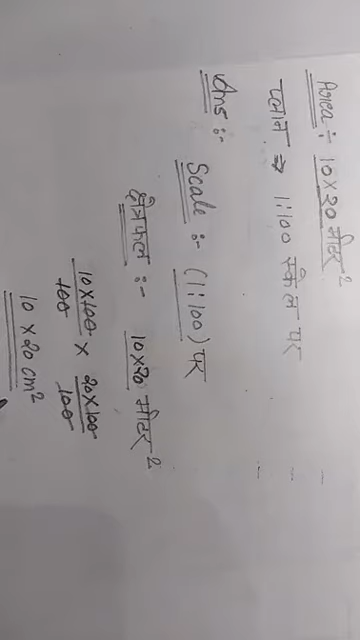 Area÷ 10×20 मीटर²
प्लान ⇒ 1:100 स्केल पर
Ans:-
Scale:- (1:100) पर
क्षेत्रफल:- 10×20 मीटर²
10×100/100 × 20×100/100
10 × 20 cm²